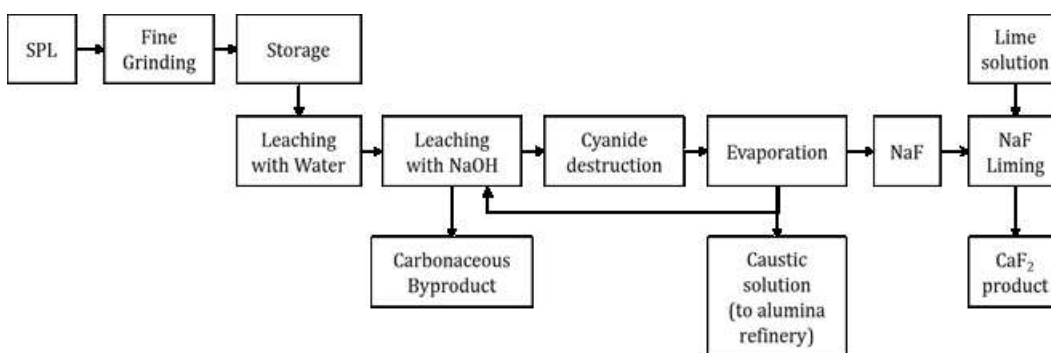 SPL
Fine
Grinding
Storage
Lime
solution
Leaching
with Water
Leaching
with NaOH
Cyanide
destruction
Evaporation
NaF
NaF
Liming
Carbonaceous
Byproduct
Caustic
solution
(to alumina
refinery)
CaF₂
product